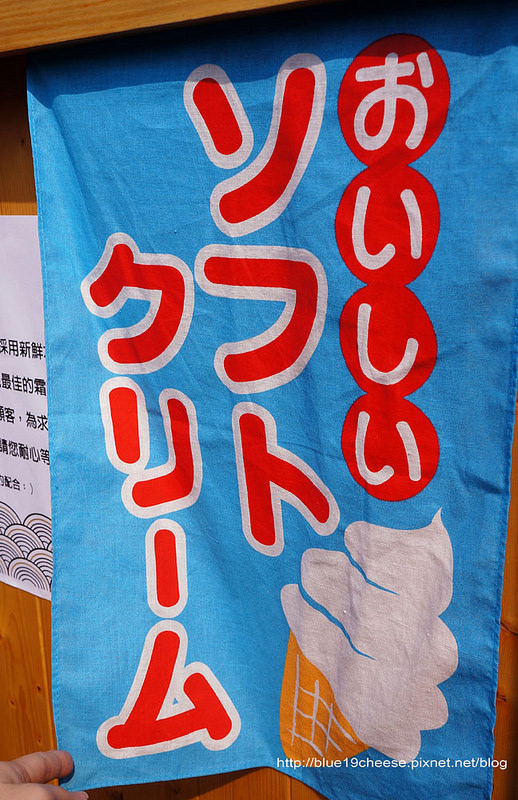 おいしい
ソフト
クリーム
採用新鮮
最佳的霜
顧客，為求
請您耐心等
的配合：）
http://blue19cheese.pixnet.net/blog